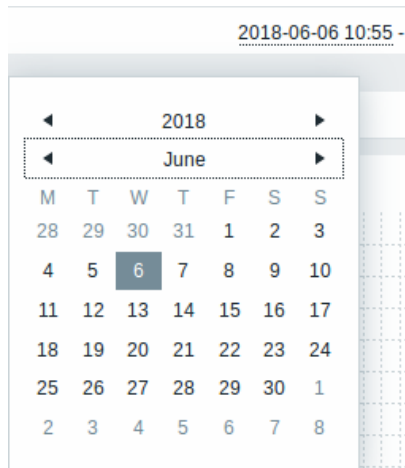 2018-06-06 10:55 -
◀ 2018 ▶
◀ June ▶
M T W T F S S
28 29 30 31 1 2 3
4 5 6 7 8 9 10
11 12 13 14 15 16 17
18 19 20 21 22 23 24
25 26 27 28 29 30 1
2 3 4 5 6 7 8